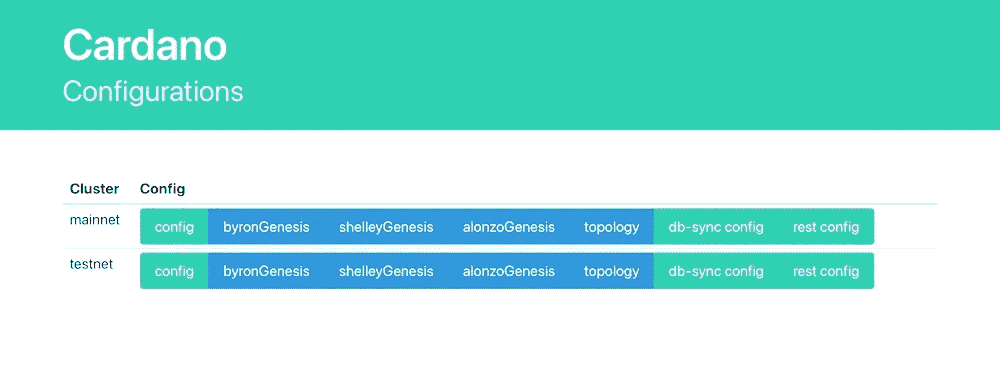 Cardano
Configurations
Cluster Config
mainnet config byronGenesis shelleyGenesis alonzoGenesis topology db-sync config rest config
testnet config byronGenesis shelleyGenesis alonzoGenesis topology db-sync config rest config